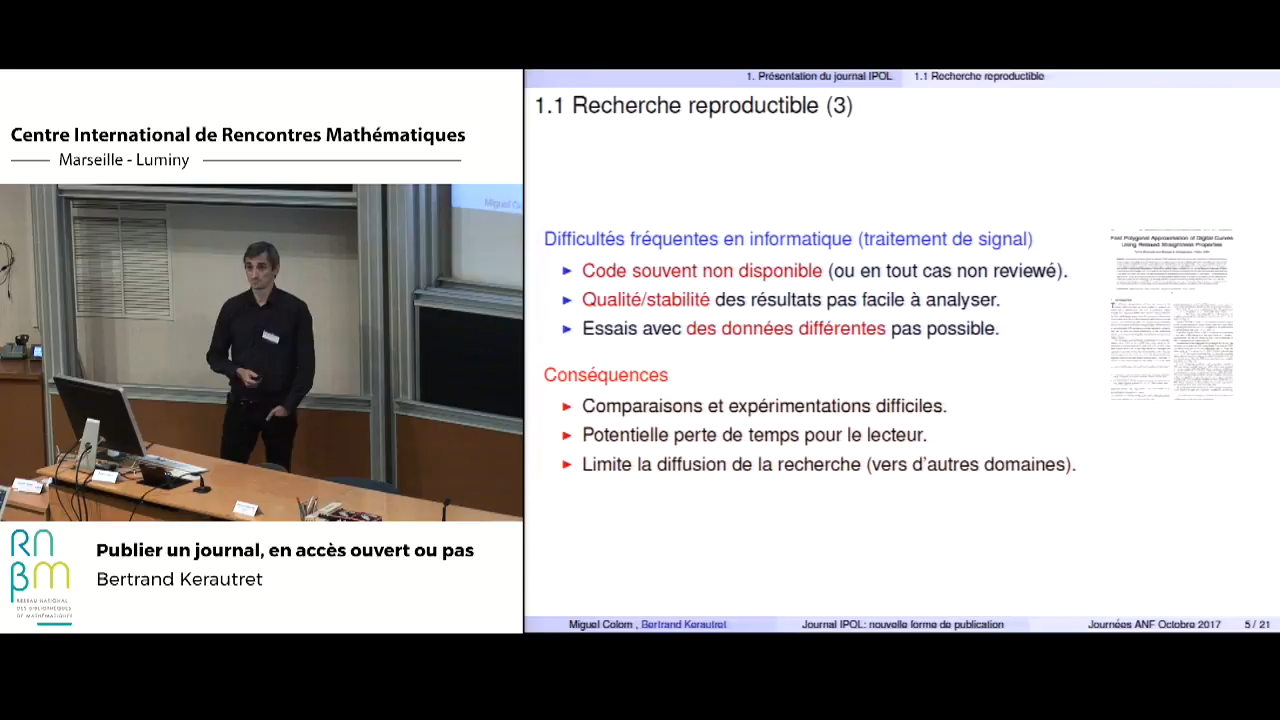 Centre International de Rencontres Mathématiques
Marseille - Luminy
Miguel Co
RESEAU NATIONAL
DES BIBLIOTHEQUES
DE MATHEMATIQUES
Publier un journal, en accès ouvert ou pas
Bertrand Kerautret
1. Présentation du journal IPOL 1.1 Recherche reproductible
1.1 Recherche reproductible (3)
Difficultés fréquentes en informatique (traitement de signal)
Code souvent non disponible (ou en tout cas non reviewé).
Qualité/stabilité des résultats pas facile à analyser.
Essais avec des données différentes pas possible.
Conséquences
Comparaisons et expérimentations difficiles.
Potentielle perte de temps pour le lecteur.
Limite la diffusion de la recherche (vers d'autres domaines).
Fast Polygonal Approximation of Digital Curves
Using Relaxed Straightness Properties
Miguel Colom , Bertrand Kerautret Journal IPOL: nouvelle forme de publication Journées ANF Octobre 2017 5 / 21